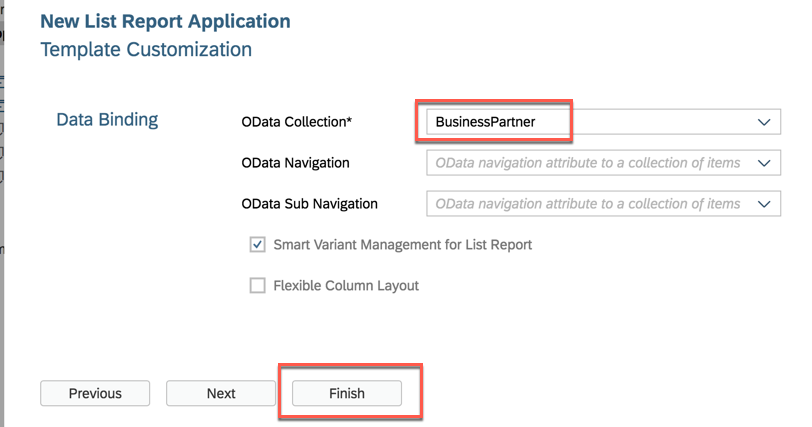 New List Report Application
Template Customization
Data Binding
OData Collection*
BusinessPartner
OData Navigation
OData navigation attribute to a collection of items
OData Sub Navigation
OData navigation attribute to a collection of items
Smart Variant Management for List Report
Flexible Column Layout
Previous
Next
Finish